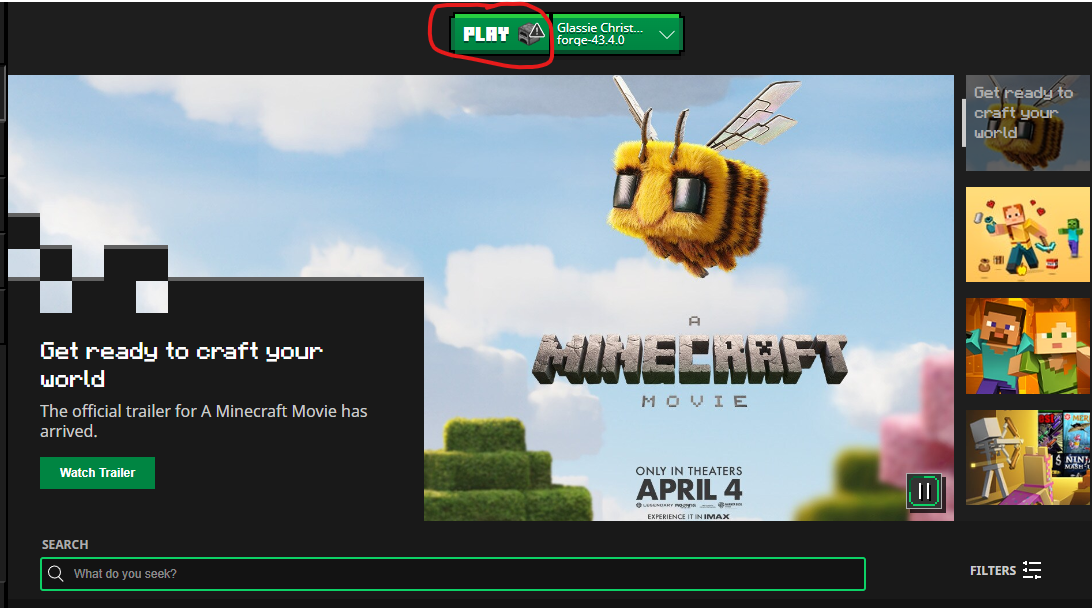 PLAY
Glassie Christ...
forge-43.4.0
Get ready to
craft your
world
A
MINECRAFT
MOVIE
Get ready to craft your
world
The official trailer for A Minecraft Movie has
arrived.
Watch Trailer
ONLY IN THEATERS
APRIL 4
LEGENDARY
EXPERIENCE IT IN IMAX
SEARCH
What do you seek?
FILTERS